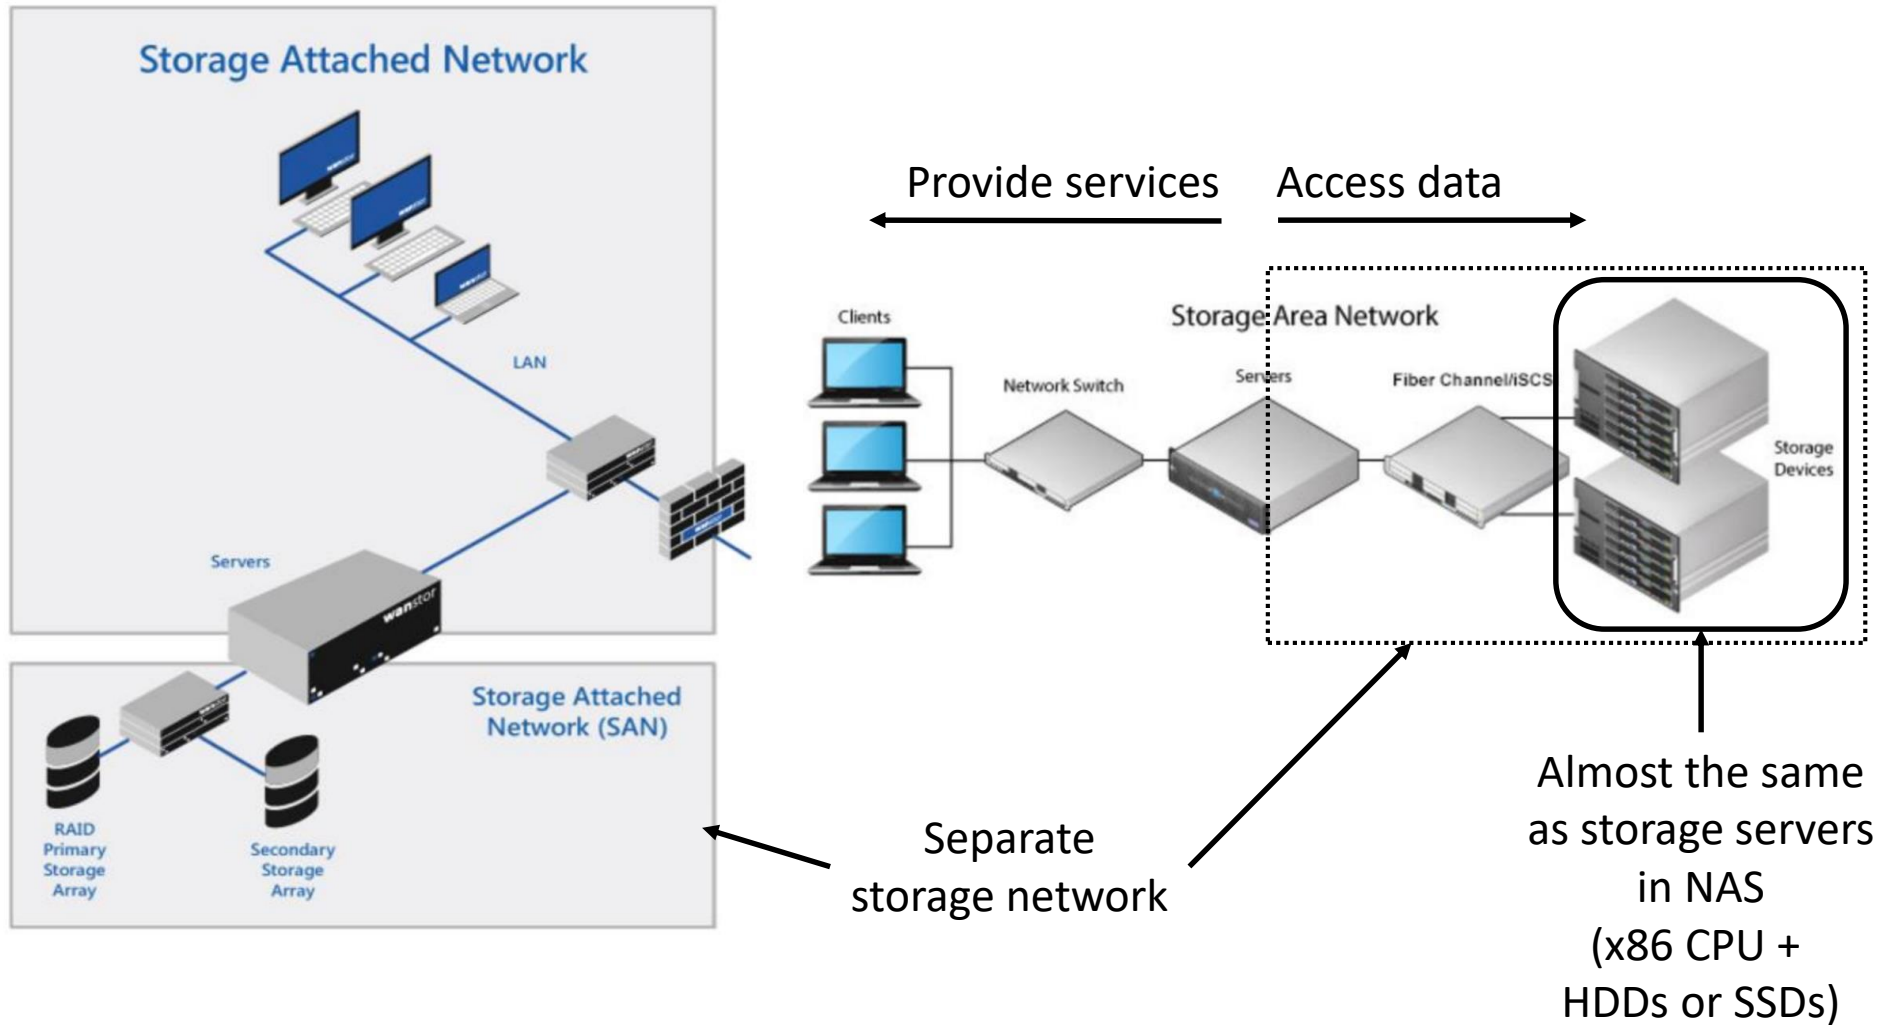 Storage Attached Network
LAN
Servers
wanstor
Storage Attached
Network (SAN)
RAID
Primary
Storage
Array
Secondary
Storage
Array
Provide services
Access data
Storage Area Network
Clients
Network Switch
Servers
Fiber Channel/iSCS
Storage
Devices
Separate
storage network
Almost the same
as storage servers
in NAS
(x86 CPU +
HDDs or SSDs)